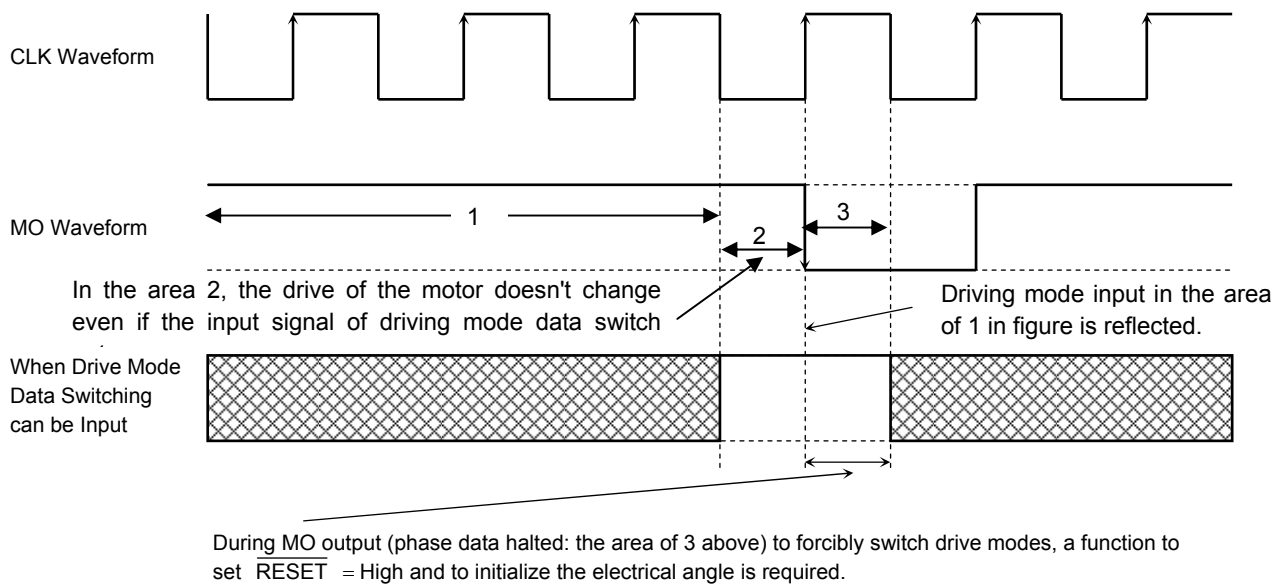 CLK Waveform
MO Waveform
1
2
3
In the area 2, the drive of the motor doesn't change
even if the input signal of driving mode data switch
Driving mode input in the area
of 1 in figure is reflected.
When Drive Mode
Data Switching
can be Input
During MO output (phase data halted: the area of 3 above) to forcibly switch drive modes, a function to
set RESET = High and to initialize the electrical angle is required.